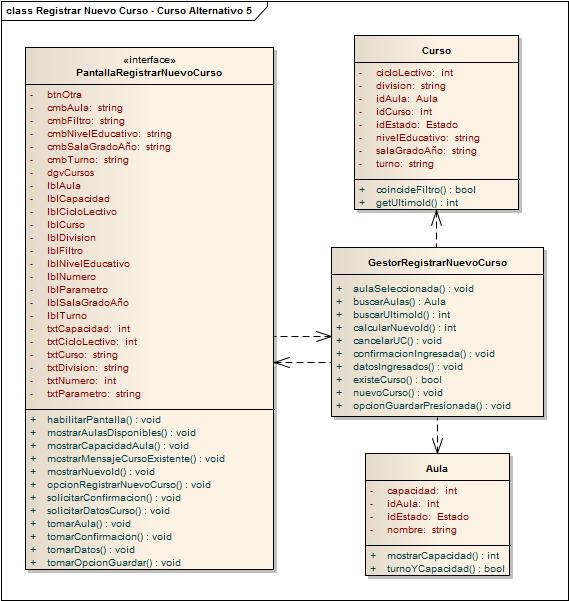 class Registrar Nuevo Curso - Curso Alternativo 5
«interface»
PantallaRegistrarNuevoCurso
- btnOtra
- cmbAula: string
- cmbFiltro: string
- cmbNivelEducativo: string
- cmbSalaGradoAño: string
- cmbTurno: string
- dgvCursos
- lblAula
- lblCapacidad
- lblCicloLectivo
- lblCurso
- lblDivision
- lblFiltro
- lblNivelEducativo
- lblNumero
- lblParametro
- lblSalaGradoAño
- lblTurno
- txtCapacidad: int
- txtCicloLectivo: int
- txtCurso: string
- txtDivision: string
- txtNumero: int
- txtParametro: string
+ habilitarPantalla() : void
+ mostrarAulasDisponibles() : void
+ mostrarCapacidadAula() : void
+ mostrarMensajeCursoExistente() : void
+ mostrarNuevoId() : void
+ opcionRegistrarNuevoCurso() : void
+ solicitarConfirmacion() : void
+ solicitarDatosCurso() : void
+ tomarAula() : void
+ tomarConfirmacion() : void
+ tomarDatos() : void
+ tomarOpcionGuardar() : void
Curso
- cicloLectivo: int
- division: string
- idAula: Aula
- idCurso: int
- idEstado: Estado
- nivelEducativo: string
- salaGradoAño: string
- turno: string
+ coincideFiltro() : bool
+ getUltimoId() : int
GestorRegistrarNuevoCurso
+ aulaSeleccionada() : void
+ buscarAulas() : Aula
+ buscarUltimoId() : int
+ calcularNuevoId() : int
+ cancelarUC() : void
+ confirmacionIngresada() : void
+ datosIngresados() : void
+ existeCurso() : bool
+ nuevoCurso() : void
+ opcionGuardarPresionada() : void
Aula
- capacidad: int
- idAula: int
- idEstado: Estado
- nombre: string
+ mostrarCapacidad() : int
+ turnoYCapacidad() : bool